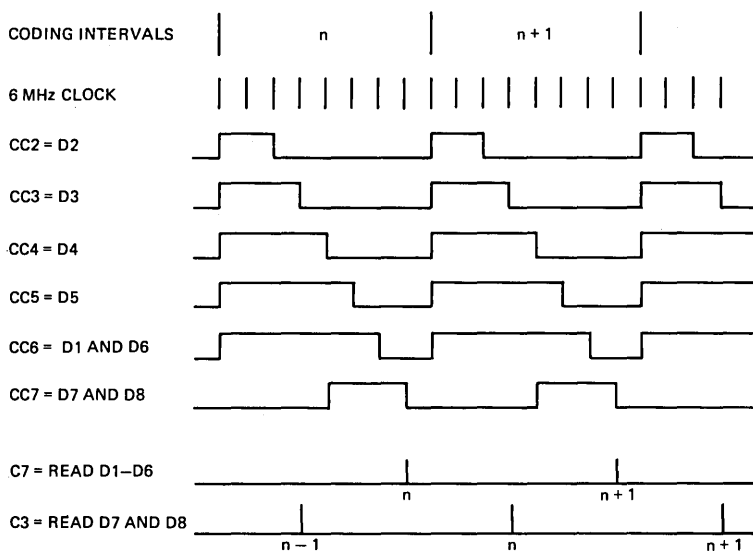 CODING INTERVALS n n + 1
6 MHz CLOCK
CC2 = D2
CC3 = D3
CC4 = D4
CC5 = D5
CC6 = D1 AND D6
CC7 = D7 AND D8
C7 = READ D1–D6
n n + 1
C3 = READ D7 AND D8
n – 1 n n + 1